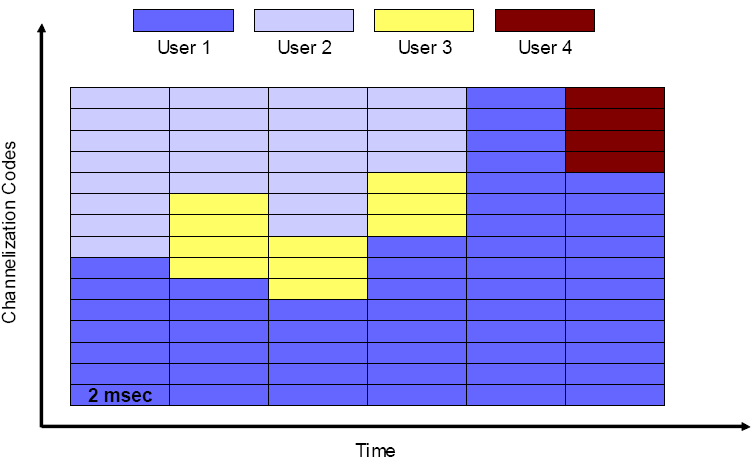 User 1
User 2
User 3
User 4
Channelization Codes
2 msec
Time